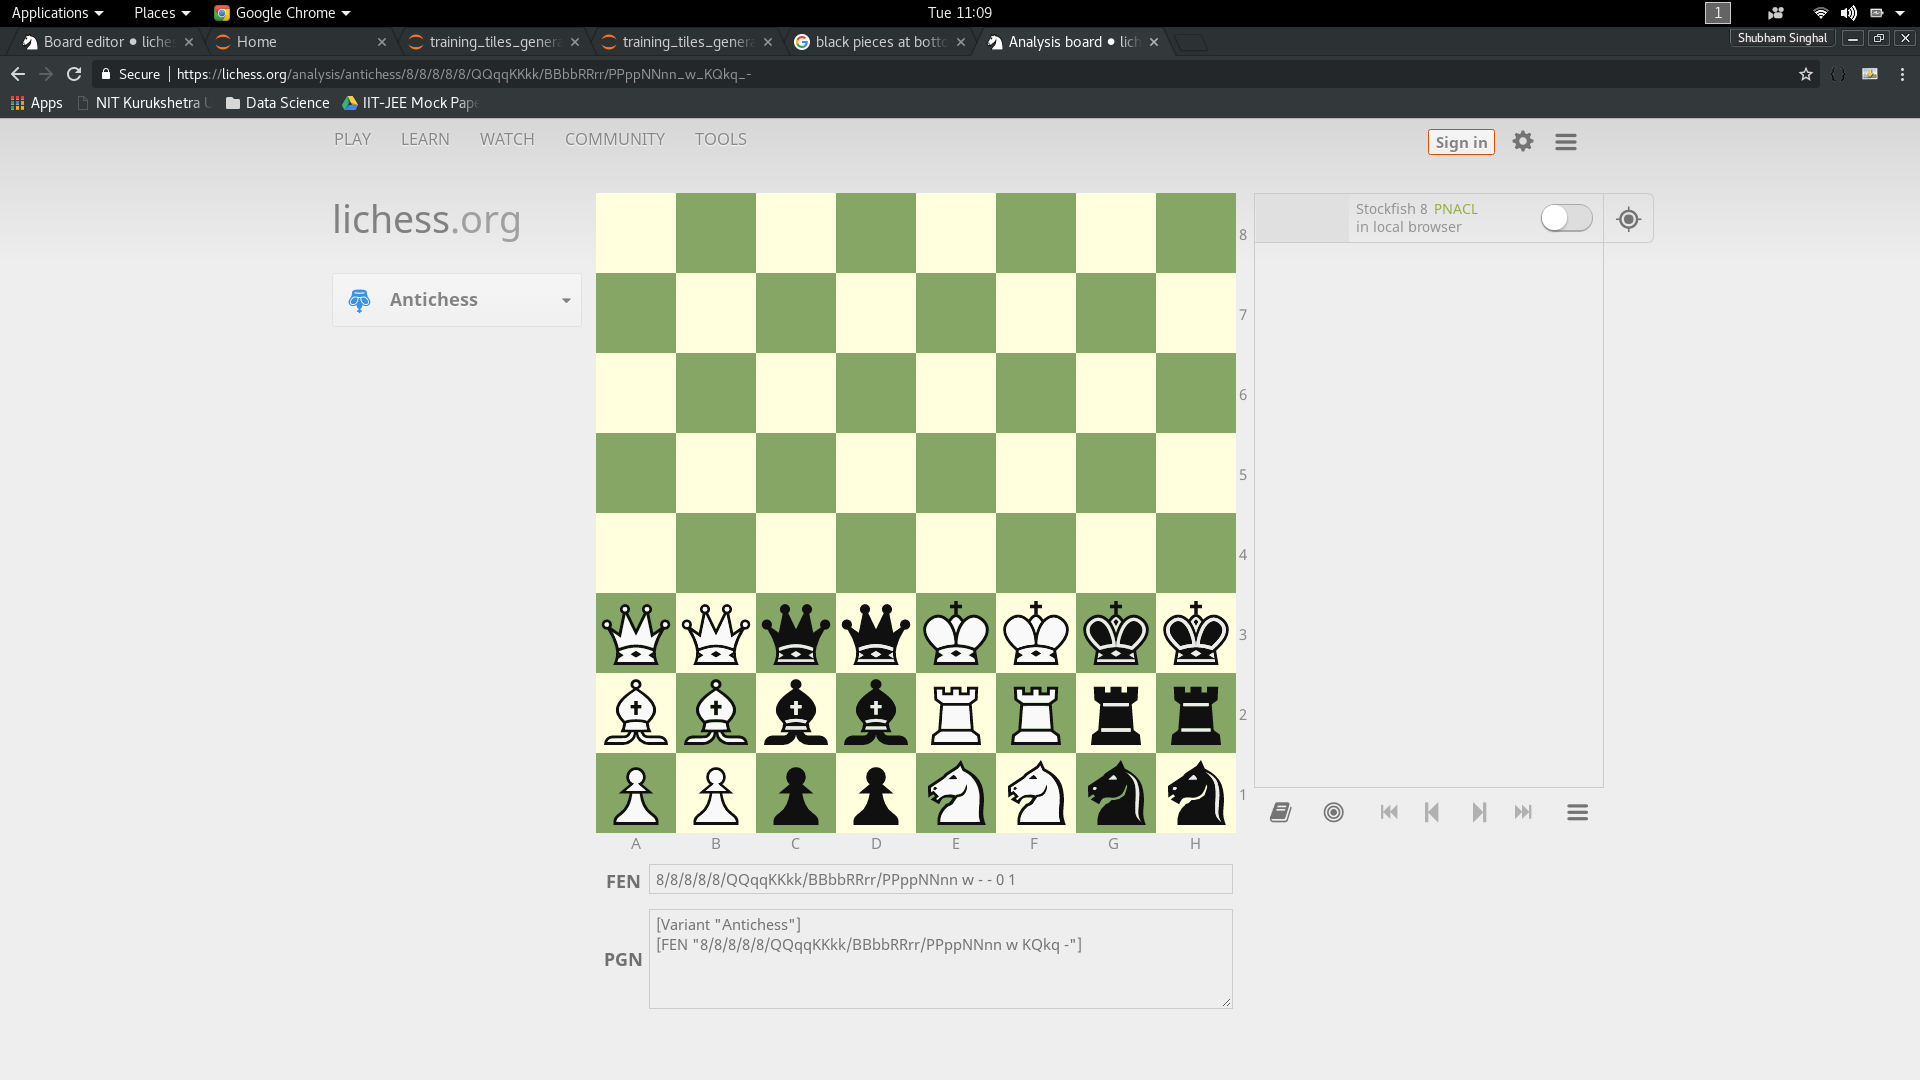 Applications Places Google Chrome Tue 11:09 1
Board editor • liche Home training_tiles_genera training_tiles_genera black pieces at botto Analysis board • lich Shubham Singhal
Secure https://lichess.org/analysis/antichess/8/8/8/8/8/QQqqKKkk/BBbbRRrr/PPppNNnn_w_KQkq_-
Apps NIT Kurukshetra U Data Science IIT-JEE Mock Pape
PLAY LEARN WATCH COMMUNITY TOOLS Sign in
lichess.org
Antichess
Stockfish 8 PNACL
in local browser
8
7
6
5
4
3
2
1
A B C D E F G H
FEN 8/8/8/8/8/QQqqKKkk/BBbbRRrr/PPppNNnn w - - 0 1
PGN [Variant "Antichess"]
[FEN "8/8/8/8/8/QQqqKKkk/BBbbRRrr/PPppNNnn w KQkq -"]